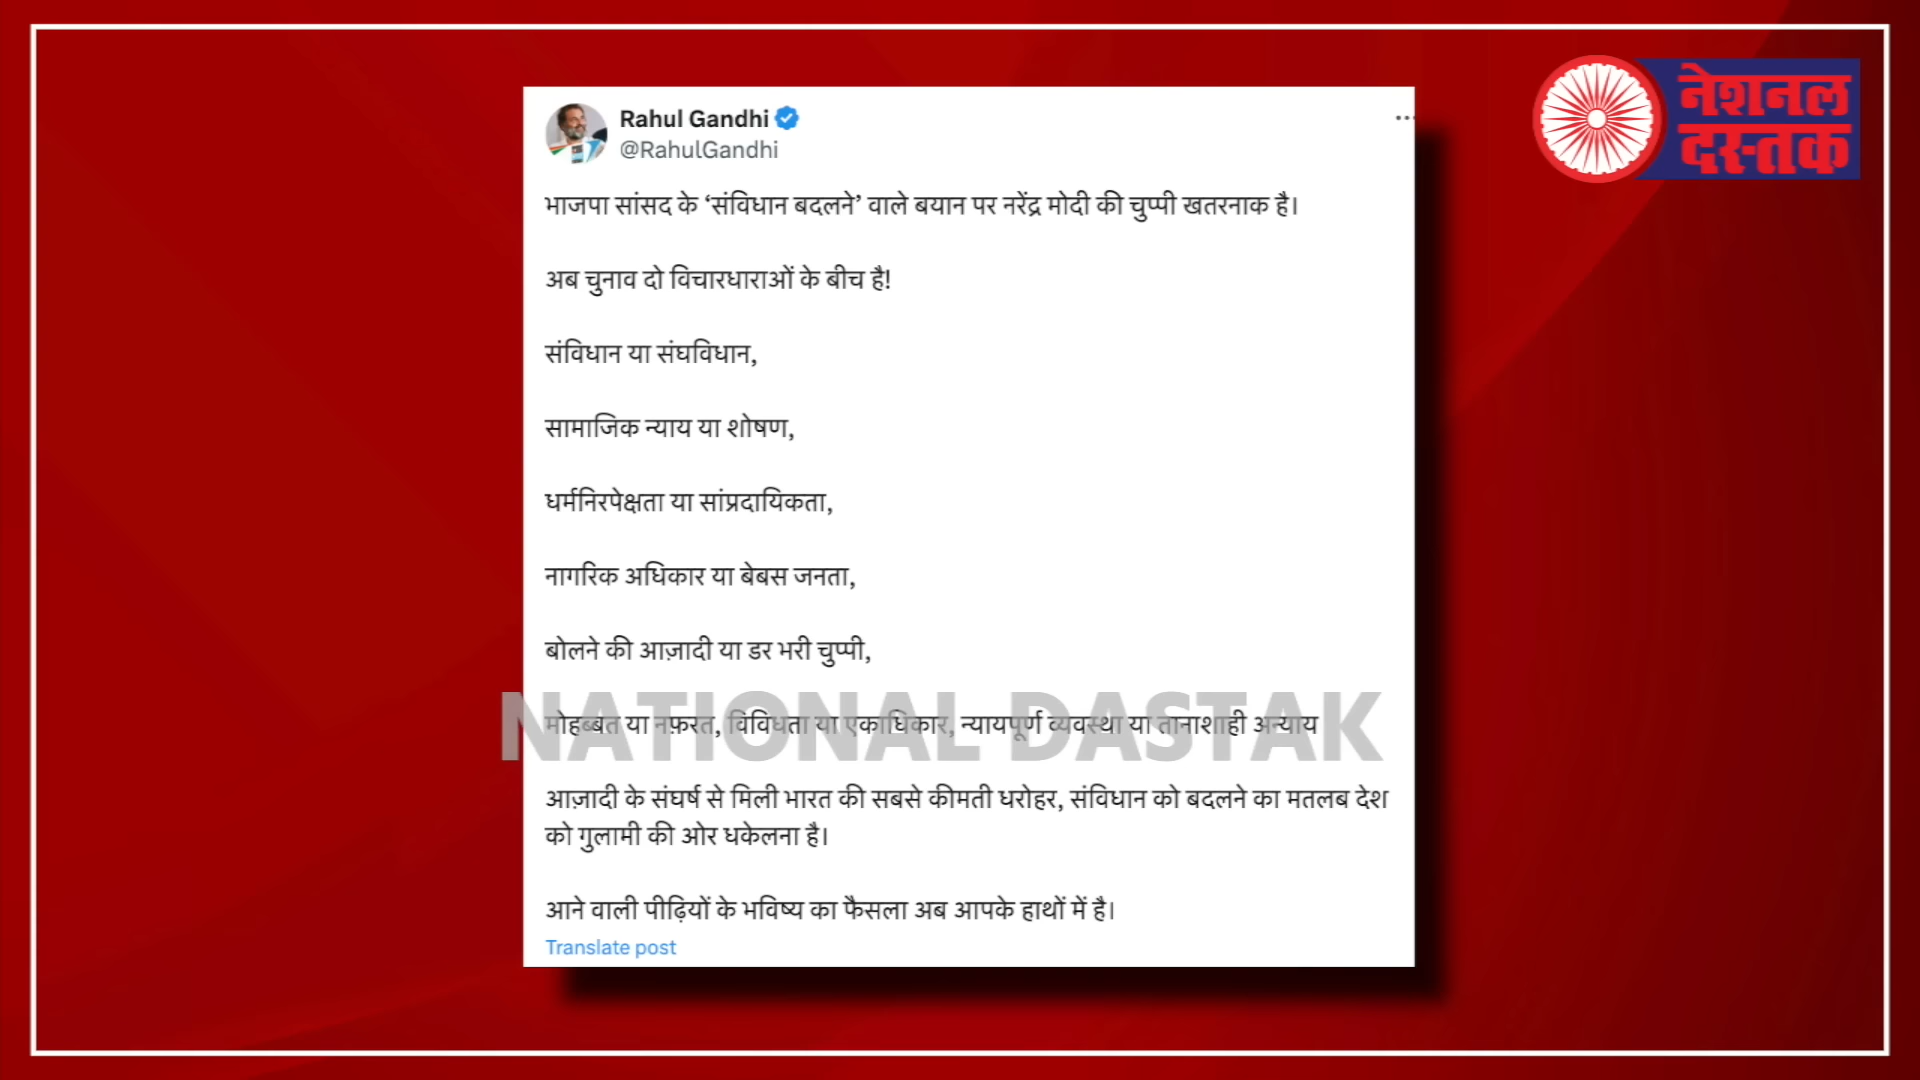 नेशनल
दस्तक
Rahul Gandhi
@RahulGandhi
भाजपा सांसद के ‘संविधान बदलने’ वाले बयान पर नरेंद्र मोदी की चुप्पी खतरनाक है।
अब चुनाव दो विचारधाराओं के बीच है!
संविधान या संघविधान,
सामाजिक न्याय या शोषण,
धर्मनिरपेक्षता या सांप्रदायिकता,
नागरिक अधिकार या बेबस जनता,
बोलने की आज़ादी या डर भरी चुप्पी,
मोहब्बत या नफ़रत, विविधता या एकाधिकार, न्यायपूर्ण व्यवस्था या तानाशाही अन्याय
NATIONAL DASTAK
आज़ादी के संघर्ष से मिली भारत की सबसे कीमती धरोहर, संविधान को बदलने का मतलब देश
को गुलामी की ओर धकेलना है।
आने वाली पीढ़ियों के भविष्य का फैसला अब आपके हाथों में है।
Translate post